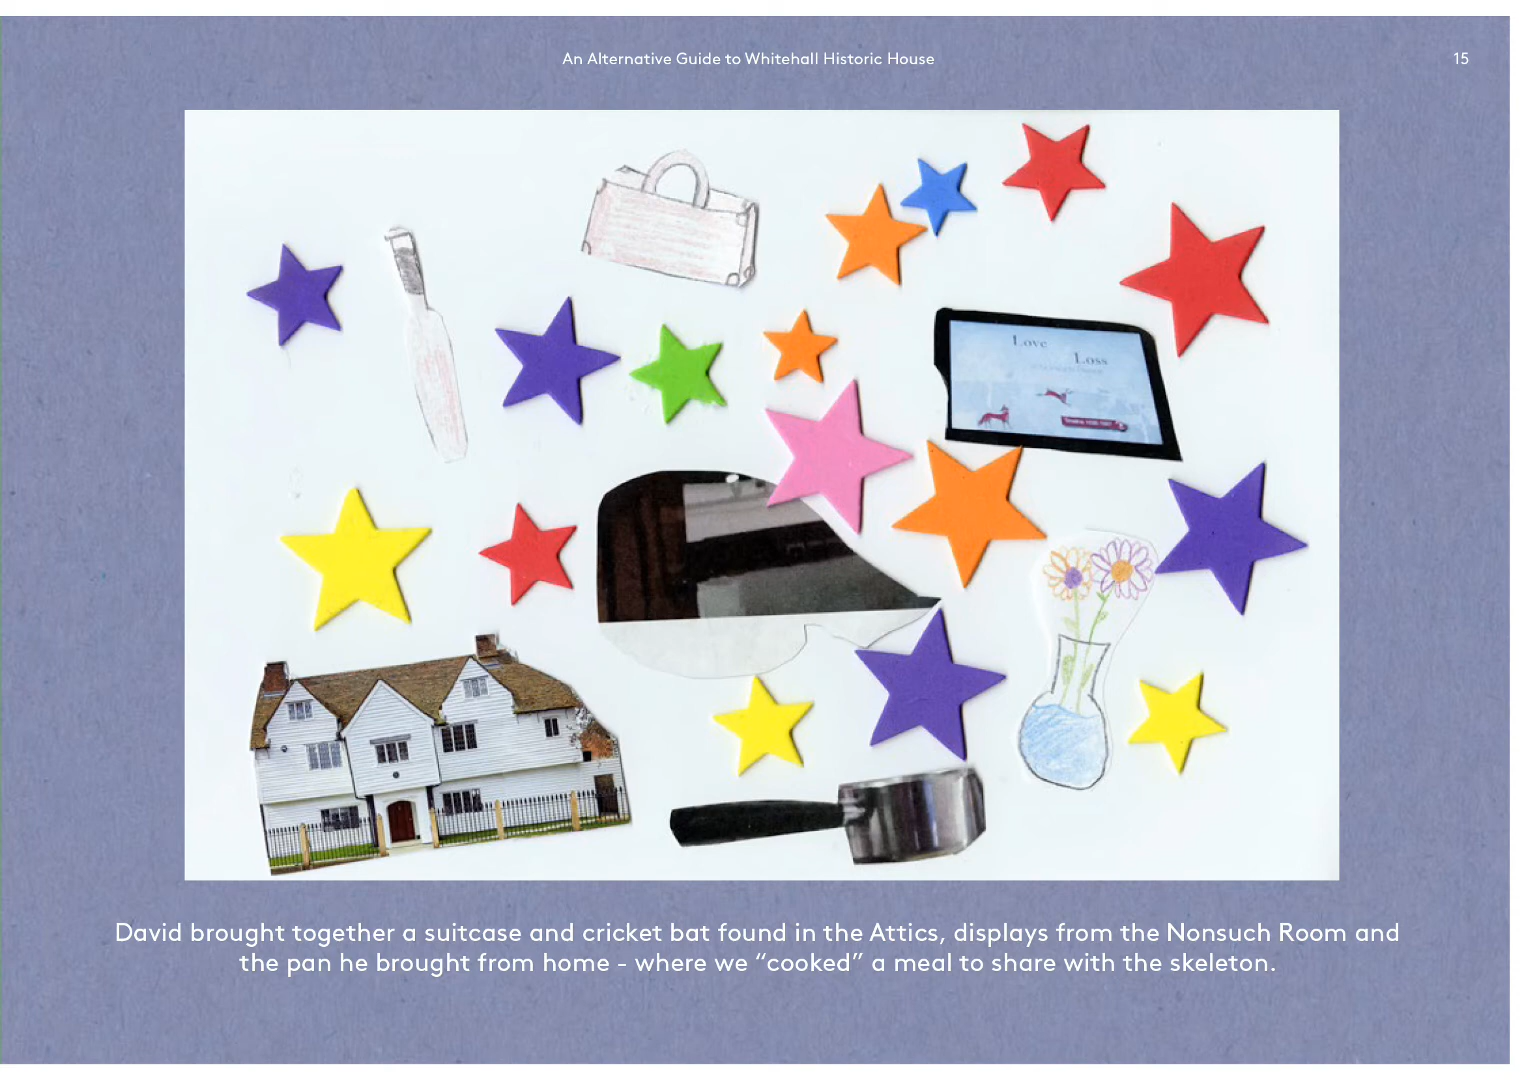 An Alternative Guide to Whitehall Historic House
15
Love
Loss
David brought together a suitcase and cricket bat found in the Attics, displays from the Nonsuch Room and
the pan he brought from home - where we “cooked” a meal to share with the skeleton.